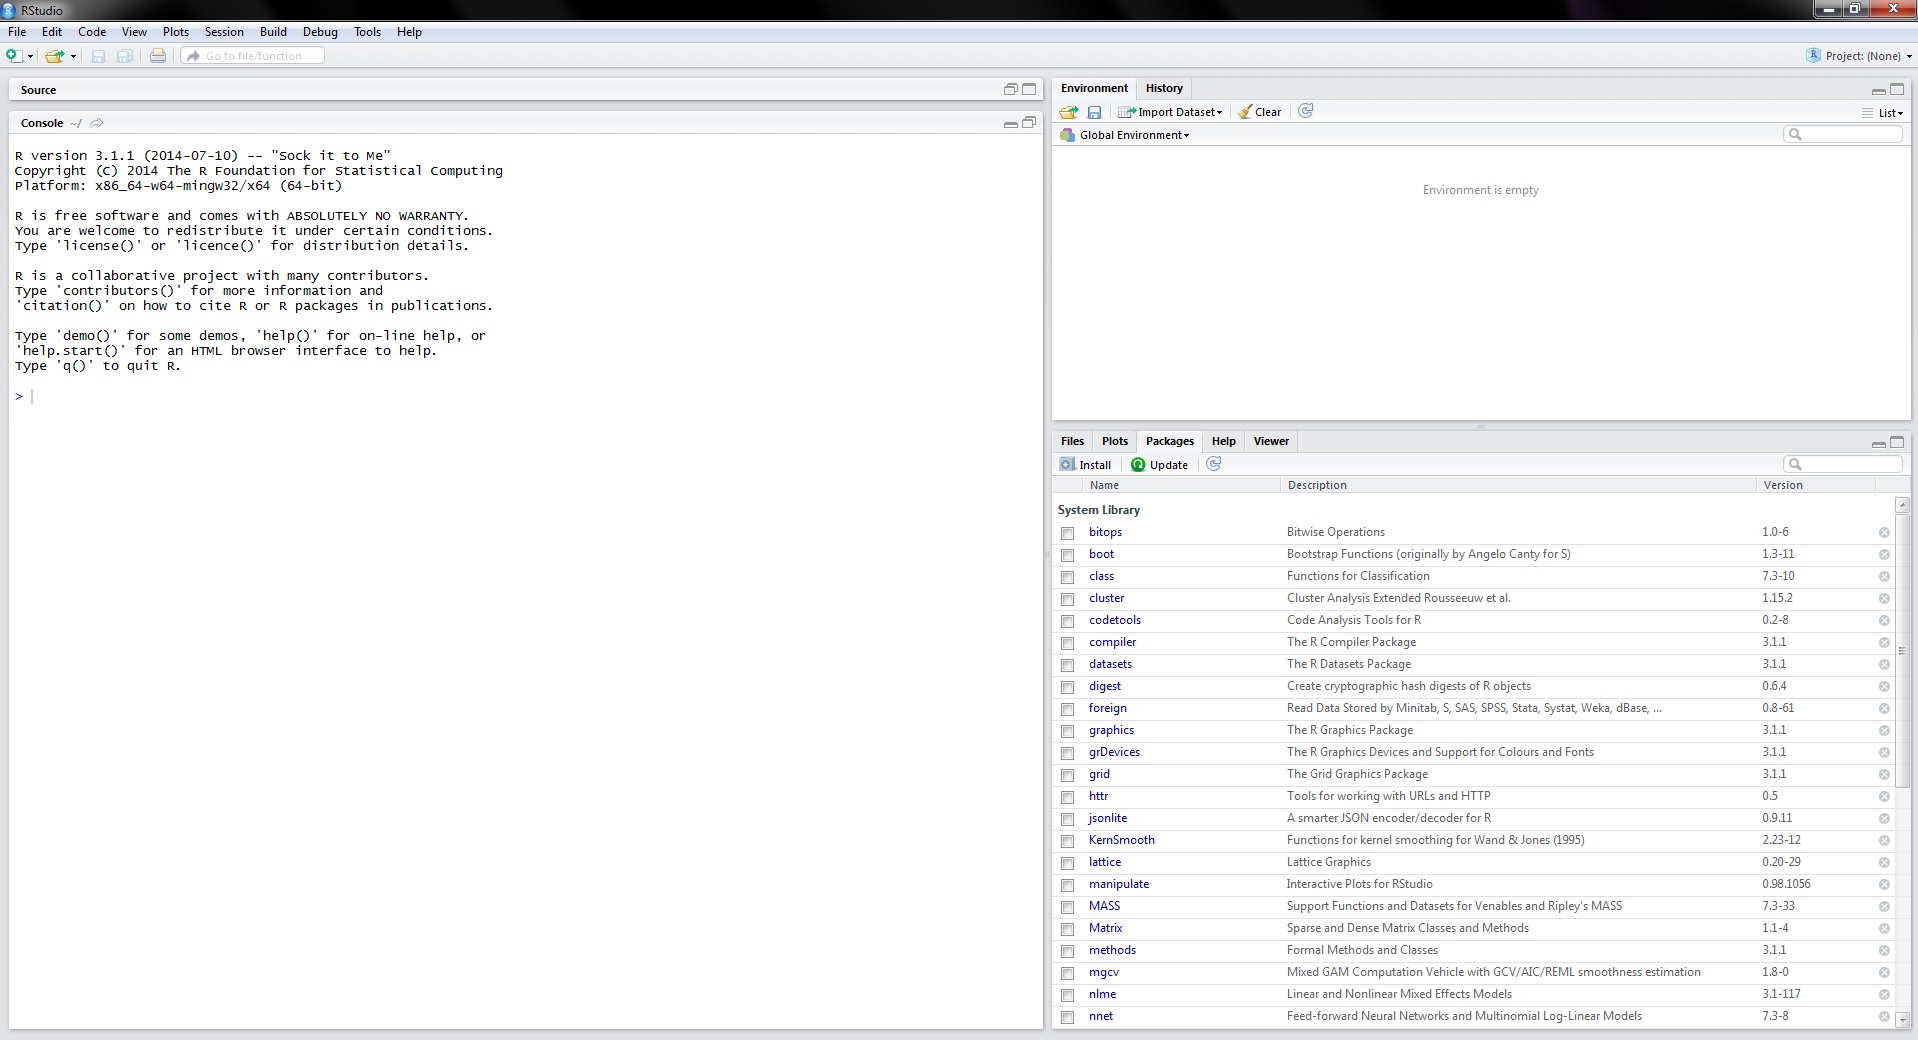 RStudio
File Edit Code View Plots Session Build Debug Tools Help
Go to file/function
Project: (None)
Source
Console ~/
R version 3.1.1 (2014-07-10) -- "Sock it to Me"
Copyright (C) 2014 The R Foundation for Statistical Computing
Platform: x86_64-w64-mingw32/x64 (64-bit)
R is free software and comes with ABSOLUTELY NO WARRANTY.
You are welcome to redistribute it under certain conditions.
Type 'license()' or 'licence()' for distribution details.
R is a collaborative project with many contributors.
Type 'contributors()' for more information and
'citation()' on how to cite R or R packages in publications.
Type 'demo()' for some demos, 'help()' for on-line help, or
'help.start()' for an HTML browser interface to help.
Type 'q()' to quit R.
>
Environment History
Import Dataset Clear
List
Global Environment
Environment is empty
Files Plots Packages Help Viewer
Install Update
Name Description Version
System Library
bitops Bitwise Operations 1.0-6
boot Bootstrap Functions (originally by Angelo Canty for S) 1.3-11
class Functions for Classification 7.3-10
cluster Cluster Analysis Extended Rousseeuw et al. 1.15.2
codetools Code Analysis Tools for R 0.2-8
compiler The R Compiler Package 3.1.1
datasets The R Datasets Package 3.1.1
digest Create cryptographic hash digests of R objects 0.6.4
foreign Read Data Stored by Minitab, S, SAS, SPSS, Stata, Systat, Weka, dBase, ... 0.8-61
graphics The R Graphics Package 3.1.1
grDevices The R Graphics Devices and Support for Colours and Fonts 3.1.1
grid The Grid Graphics Package 3.1.1
httr Tools for working with URLs and HTTP 0.5
jsonlite A smarter JSON encoder/decoder for R 0.9.11
KernSmooth Functions for kernel smoothing for Wand & Jones (1995) 2.23-12
lattice Lattice Graphics 0.20-29
manipulate Interactive Plots for RStudio 0.98.1056
MASS Support Functions and Datasets for Venables and Ripley's MASS 7.3-33
Matrix Sparse and Dense Matrix Classes and Methods 1.1-4
methods Formal Methods and Classes 3.1.1
mgcv Mixed GAM Computation Vehicle with GCV/AIC/REML smoothness estimation 1.8-0
nlme Linear and Nonlinear Mixed Effects Models 3.1-117
nnet Feed-forward Neural Networks and Multinomial Log-Linear Models 7.3-8